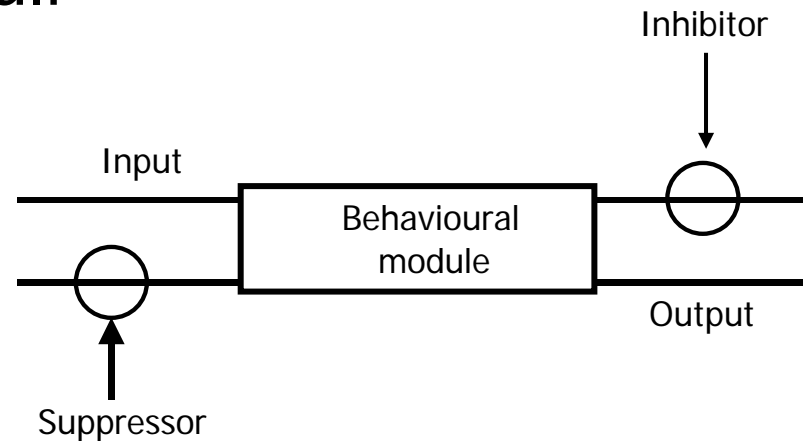 Inhibitor
Input
Behavioural
module
Output
Suppressor